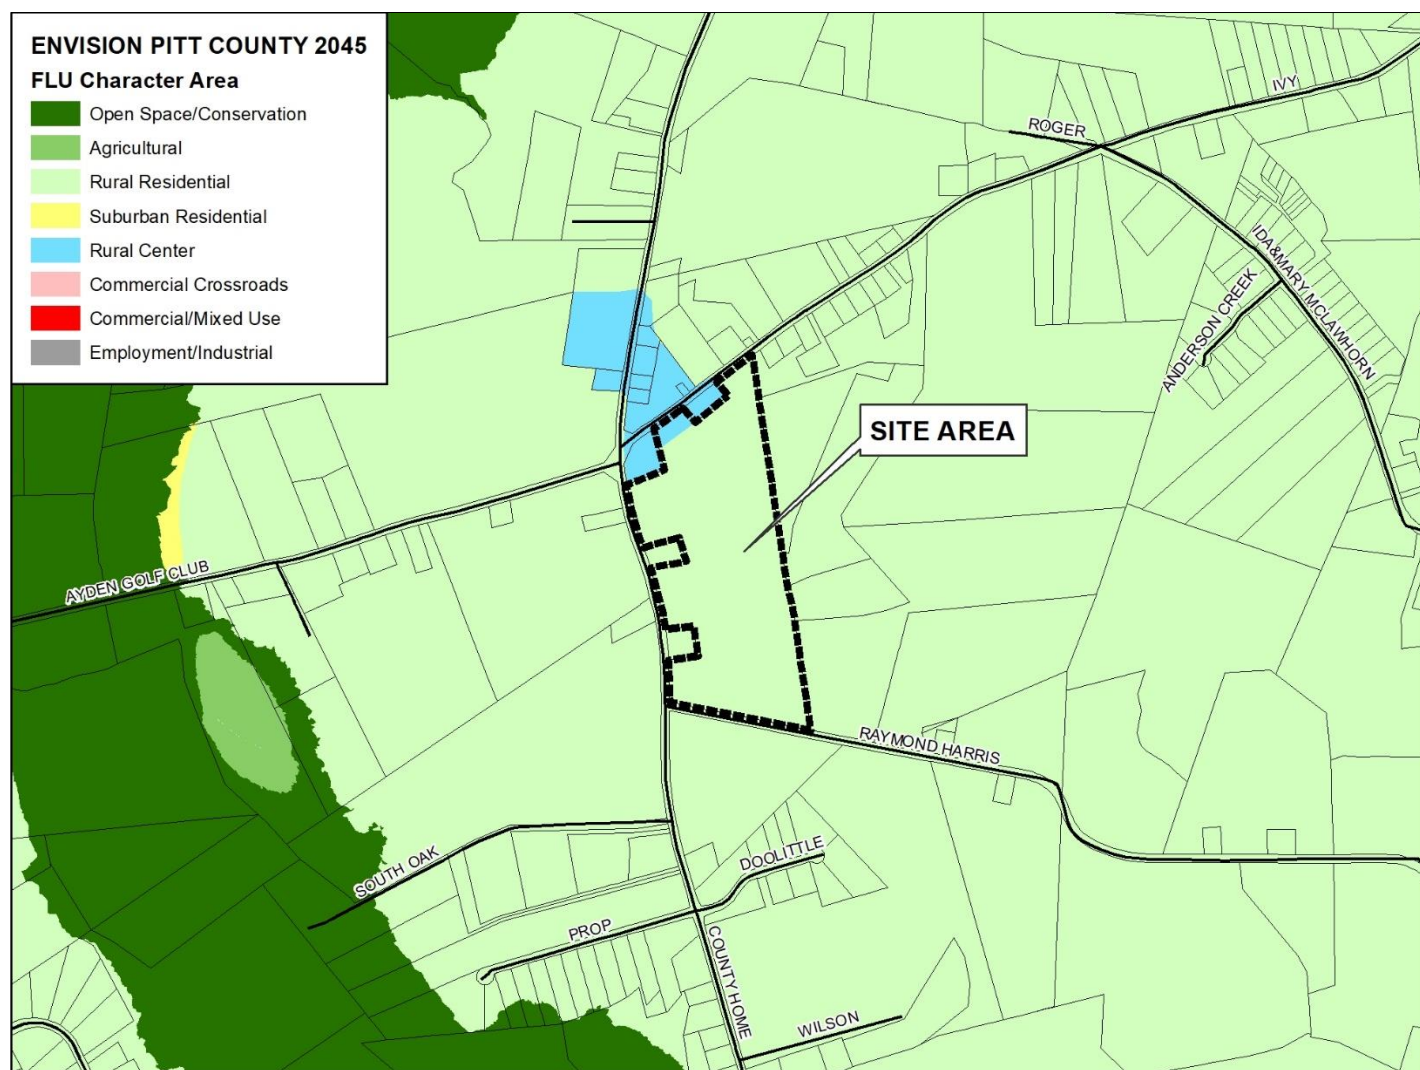 ENVISION PITT COUNTY 2045
FLU Character Area
Open Space/Conservation
Agricultural
Rural Residential
Suburban Residential
Rural Center
Commercial Crossroads
Commercial/Mixed Use
Employment/Industrial
IVY
ROGER
IDA&MARY MCLAWHORN
ANDERSON CREEK
SITE AREA
AYDEN GOLF CLUB
RAYMOND HARRIS
SOUTH OAK
DOOLITTLE
PROP
COUNTY HOME
WILSON